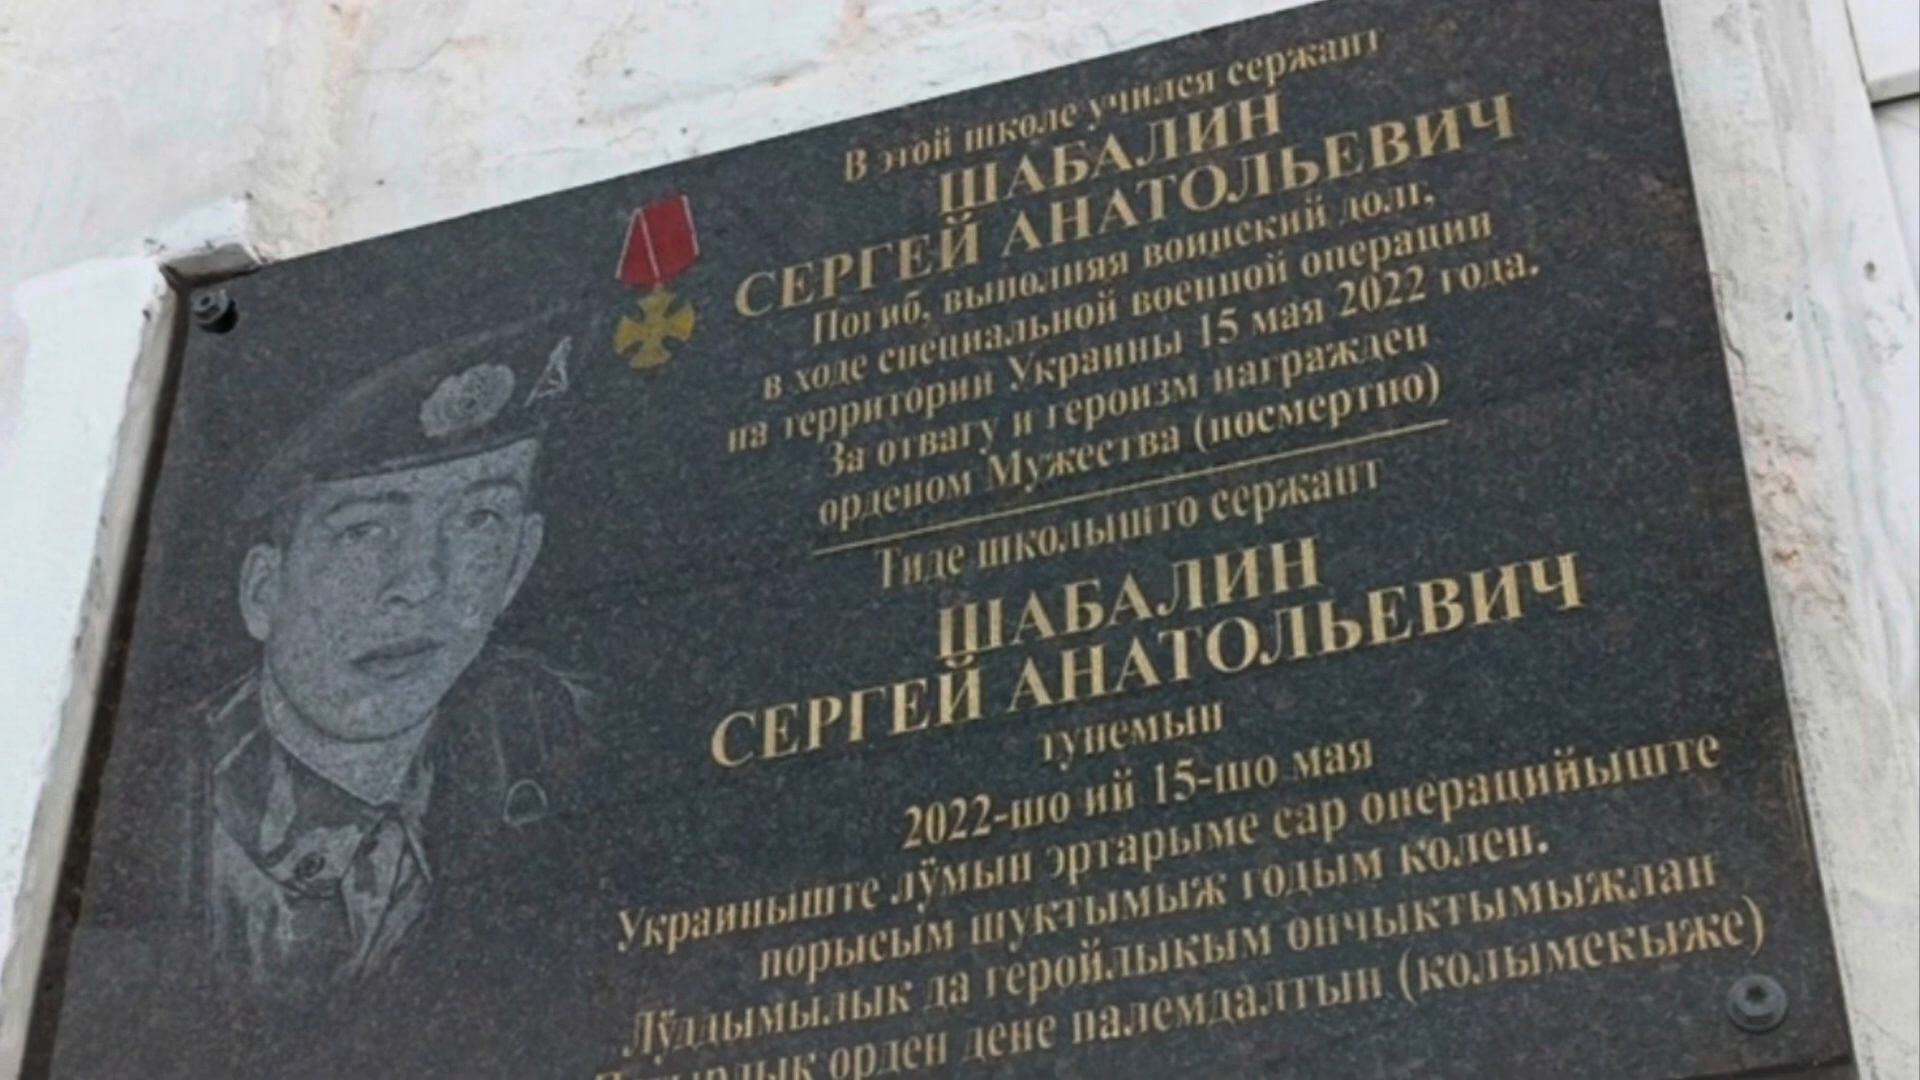 В этой школе учился сержант
ШАБАЛИН
СЕРГЕЙ АНАТОЛЬЕВИЧ
Погиб, выполняя воинский долг,
в ходе специальной военной операции
на территории Украины 15 мая 2022 года.
За отвагу и героизм награжден
орденом Мужества (посмертно)
Тиде школышто сержант
ШАБАЛИН
СЕРГЕЙ АНАТОЛЬЕВИЧ
тунемын
2022-шо ий 15-шо мая
Украиныште лӱмын эртарыме сар операцийыште
порысым шуктымыж годым колен.
Лӱддымылык да геройлыкым ончыктымыжлан
орден дене палемдалтын (колымекыже)